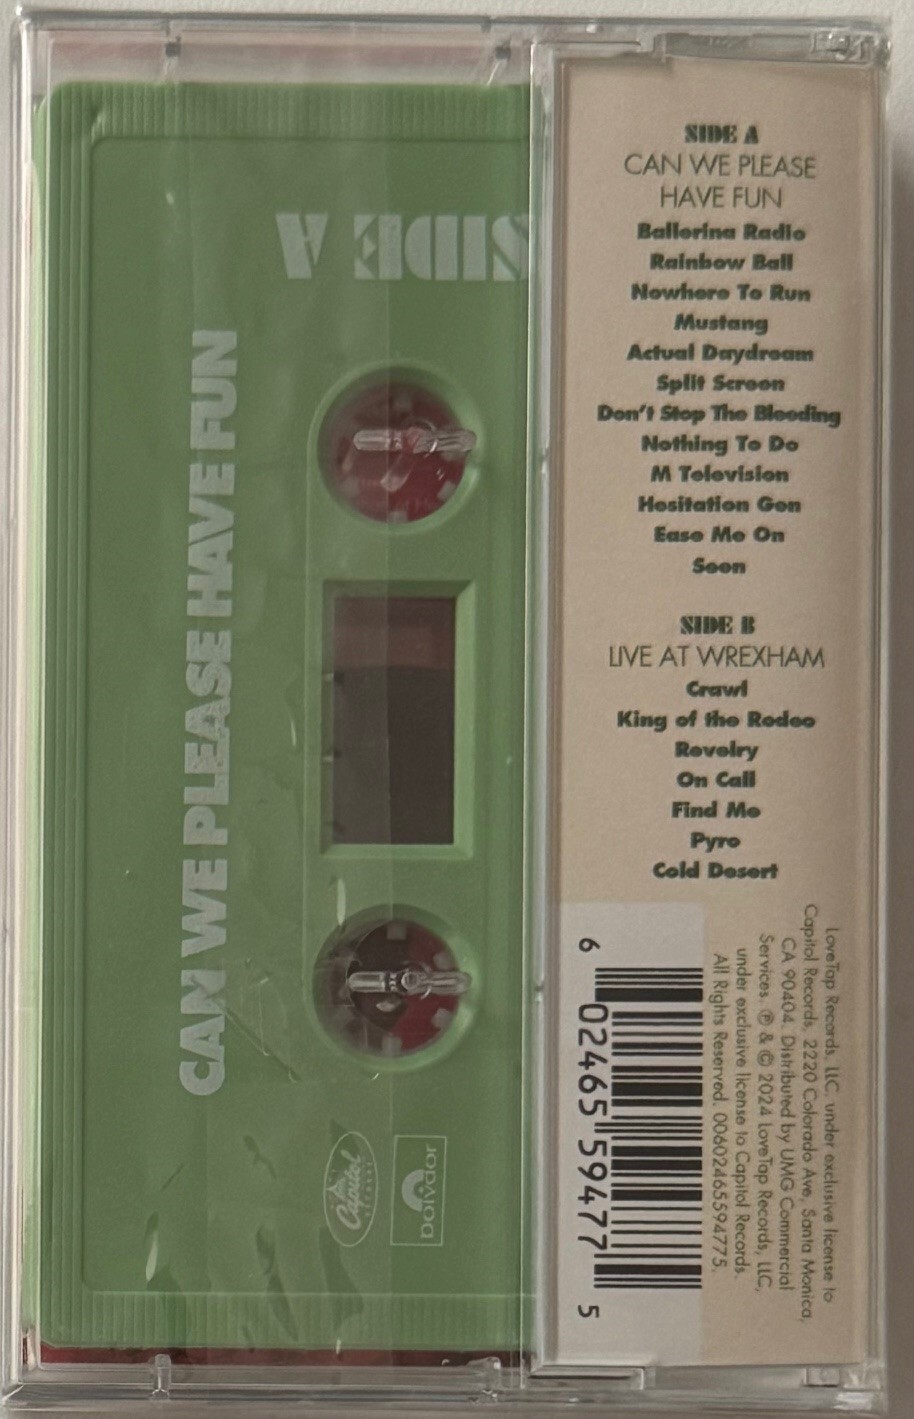 SIDE A
CAN WE PLEASE
HAVE FUN
Ballerina Radio
Rainbow Ball
Nowhere To Run
Mustang
Actual Daydream
Split Screen
Don't Stop The Bleeding
Nothing To Do
M Television
Hesitation Gen
Ease Me On
Seen
SIDE B
LIVE AT WREXHAM
Crawl
King of the Rodeo
Revelry
On Call
Find Me
Pyro
Cold Desert
LoveTap Records, LLC, under exclusive license to
Capitol Records, 2220 Colorado Ave, Santa Monica,
CA 90404. Distributed by UMG Commercial
Services. ℗ & © 2024 LoveTap Records, LLC,
under exclusive license to Capitol Records.
All Rights Reserved. 00602465594775.
6 02465 59477 5
SIDE A
CAN WE PLEASE HAVE FUN
Capitol
RECORDS
polydor